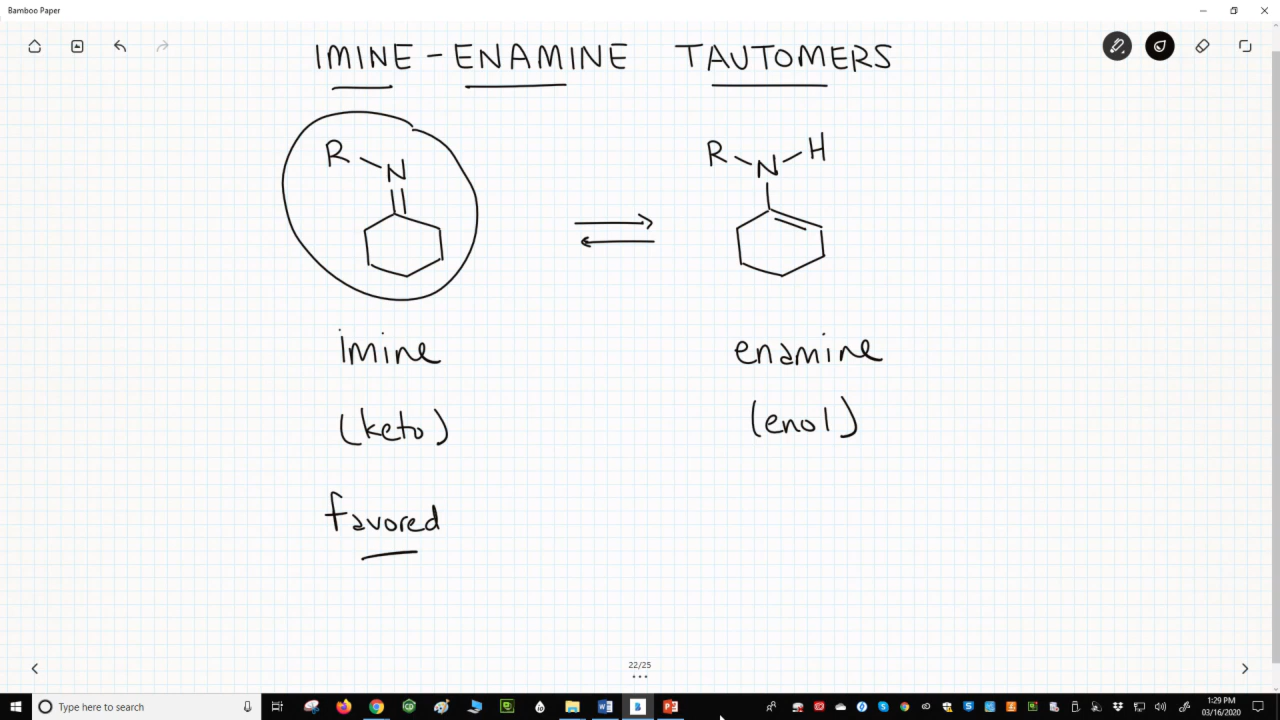 Bamboo Paper
IMINE - ENAMINE TAUTOMERS
R N
R N H
imine enamine
(keto) (enol)
favored
22/25
Type here to search
1:29 PM
03/16/2020